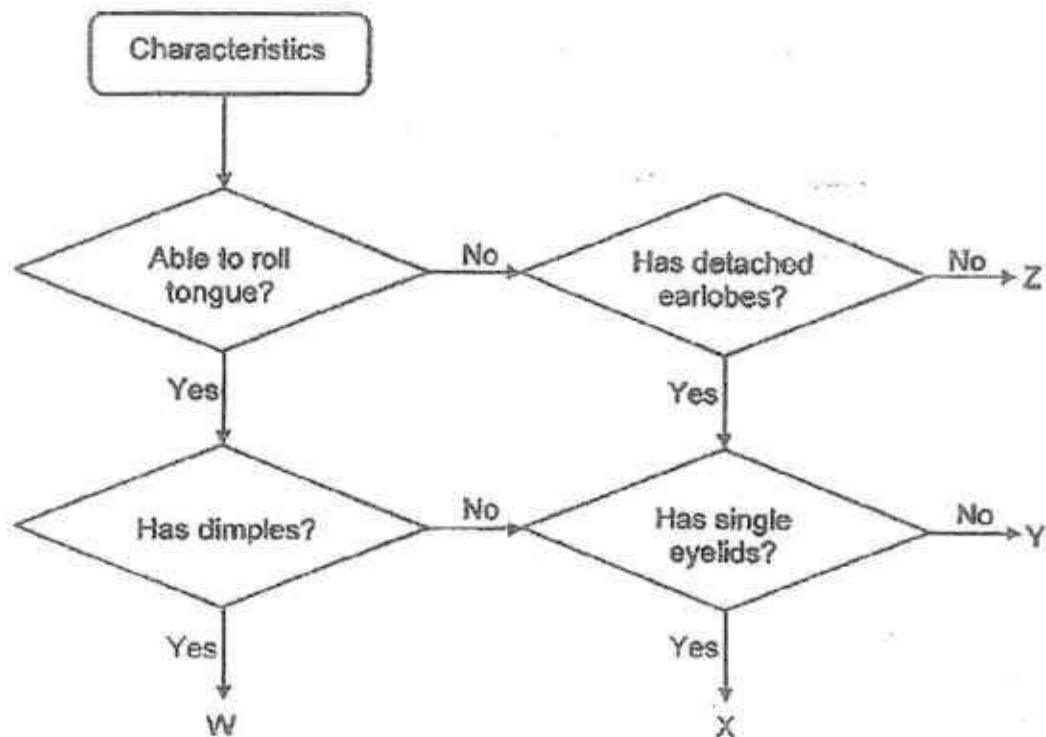 Characteristics
Able to roll
tongue?
No
Has detached
earlobes?
No
Z
Yes
Yes
Has dimples?
No
Has single
eyelids?
No
Y
Yes
Yes
W
X